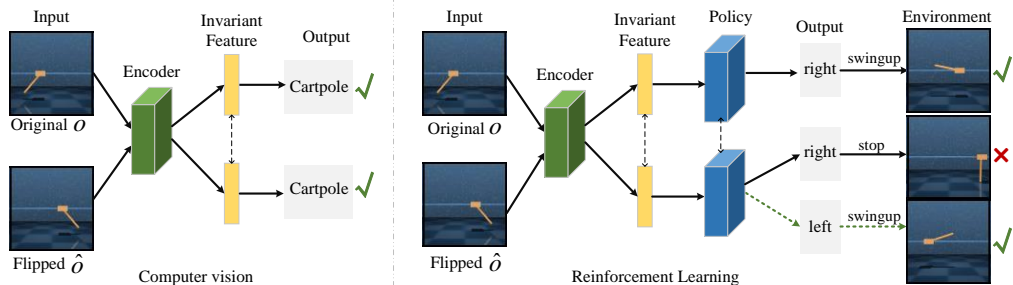 Input
Encoder
Invariant
Feature
Output
Original o
Cartpole
Flipped ô
Cartpole
Computer vision
Input
Encoder
Invariant
Feature
Policy
Output
Environment
Original o
right
swingup
right
stop
left
swingup
Flipped ô
Reinforcement Learning